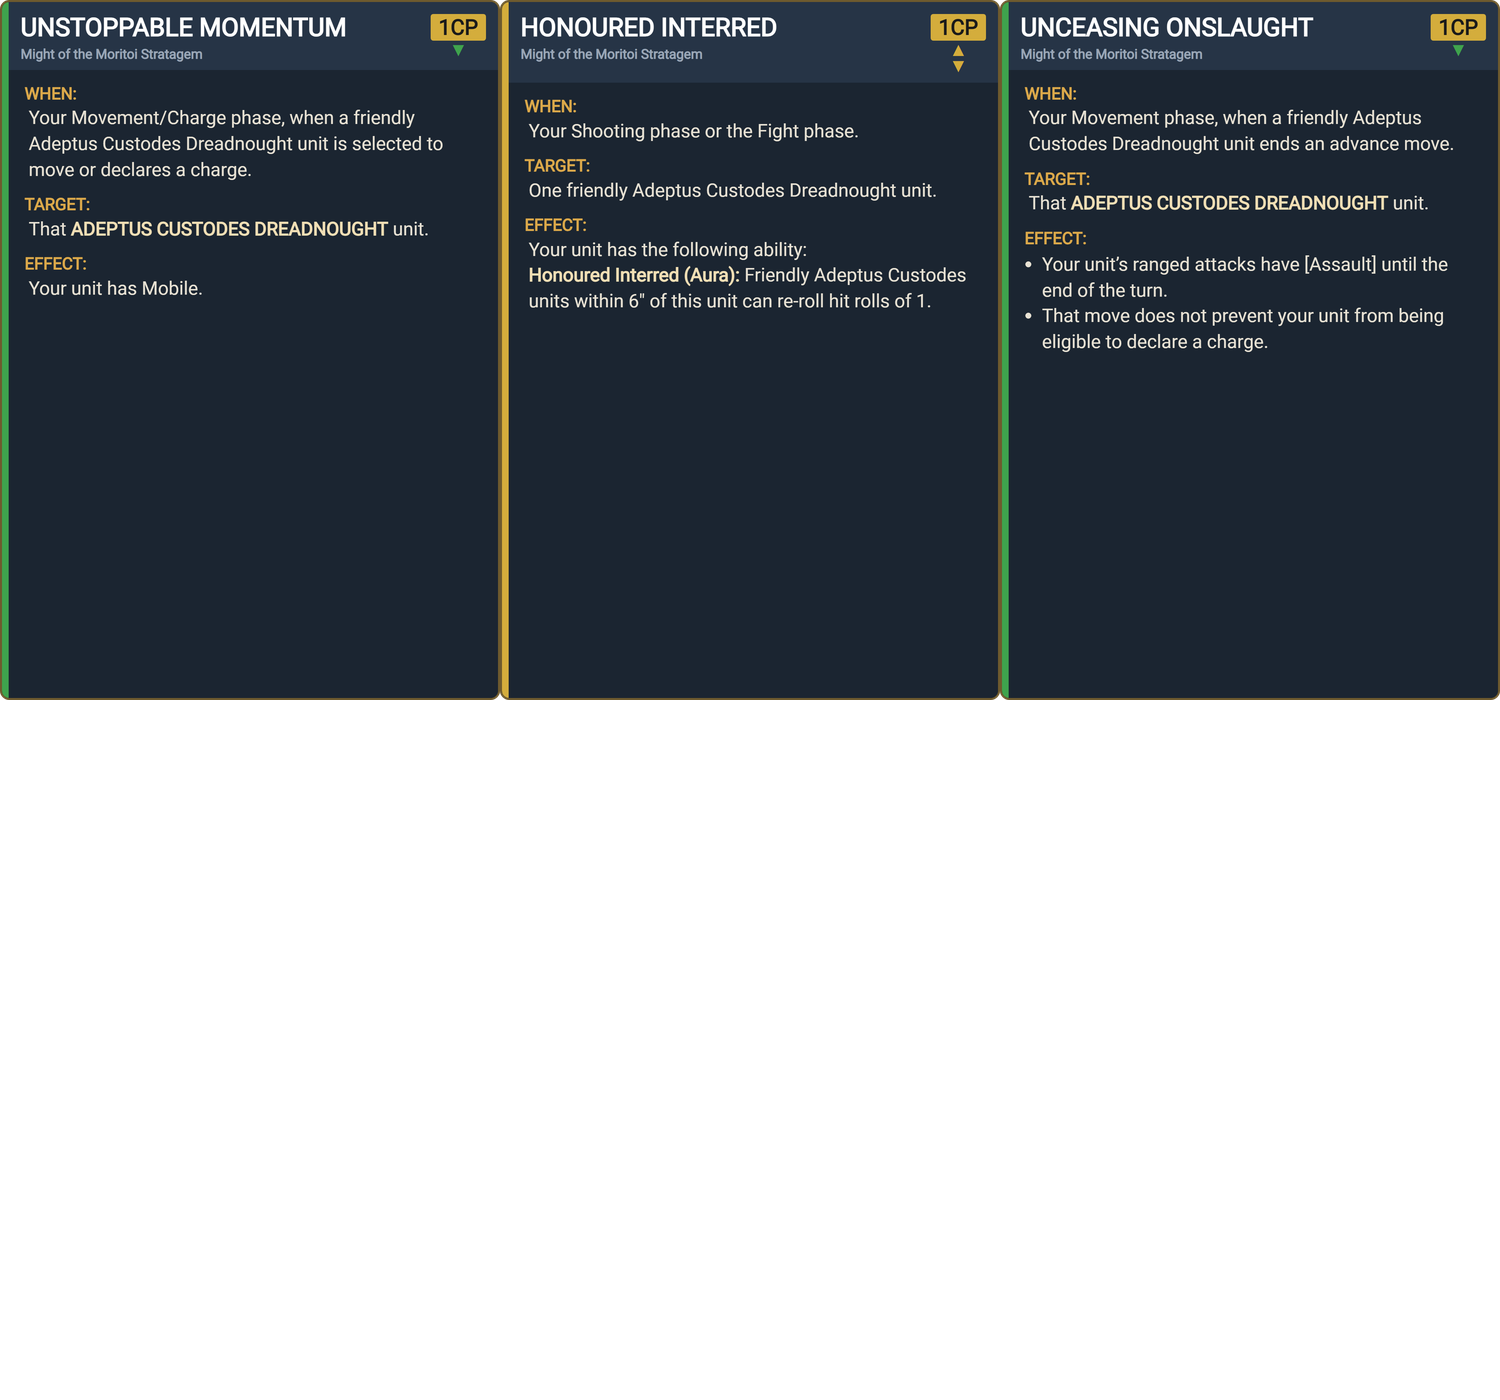 UNSTOPPABLE MOMENTUM
1CP
Might of the Moritoi Stratagem
▼
WHEN:
Your Movement/Charge phase, when a friendly
Adeptus Custodes Dreadnought unit is selected to
move or declares a charge.
TARGET:
That ADEPTUS CUSTODES DREADNOUGHT unit.
EFFECT:
Your unit has Mobile.
HONOURED INTERRED
1CP
Might of the Moritoi Stratagem
▲
▼
WHEN:
Your Shooting phase or the Fight phase.
TARGET:
One friendly Adeptus Custodes Dreadnought unit.
EFFECT:
Your unit has the following ability:
Honoured Interred (Aura): Friendly Adeptus Custodes
units within 6" of this unit can re-roll hit rolls of 1.
UNCEASING ONSLAUGHT
1CP
Might of the Moritoi Stratagem
▼
WHEN:
Your Movement phase, when a friendly Adeptus
Custodes Dreadnought unit ends an advance move.
TARGET:
That ADEPTUS CUSTODES DREADNOUGHT unit.
EFFECT:
• Your unit’s ranged attacks have [Assault] until the
end of the turn.
• That move does not prevent your unit from being
eligible to declare a charge.